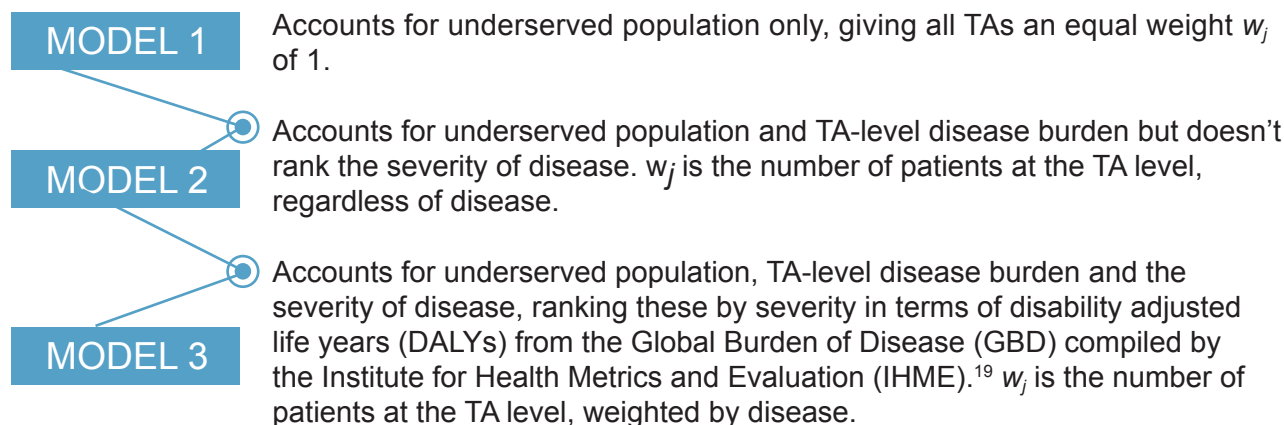 MODEL 1
Accounts for underserved population only, giving all TAs an equal weight wj
of 1.
MODEL 2
Accounts for underserved population and TA-level disease burden but doesn’t
rank the severity of disease. wj is the number of patients at the TA level,
regardless of disease.
MODEL 3
Accounts for underserved population, TA-level disease burden and the
severity of disease, ranking these by severity in terms of disability adjusted
life years (DALYs) from the Global Burden of Disease (GBD) compiled by
the Institute for Health Metrics and Evaluation (IHME).19 wj is the number of
patients at the TA level, weighted by disease.